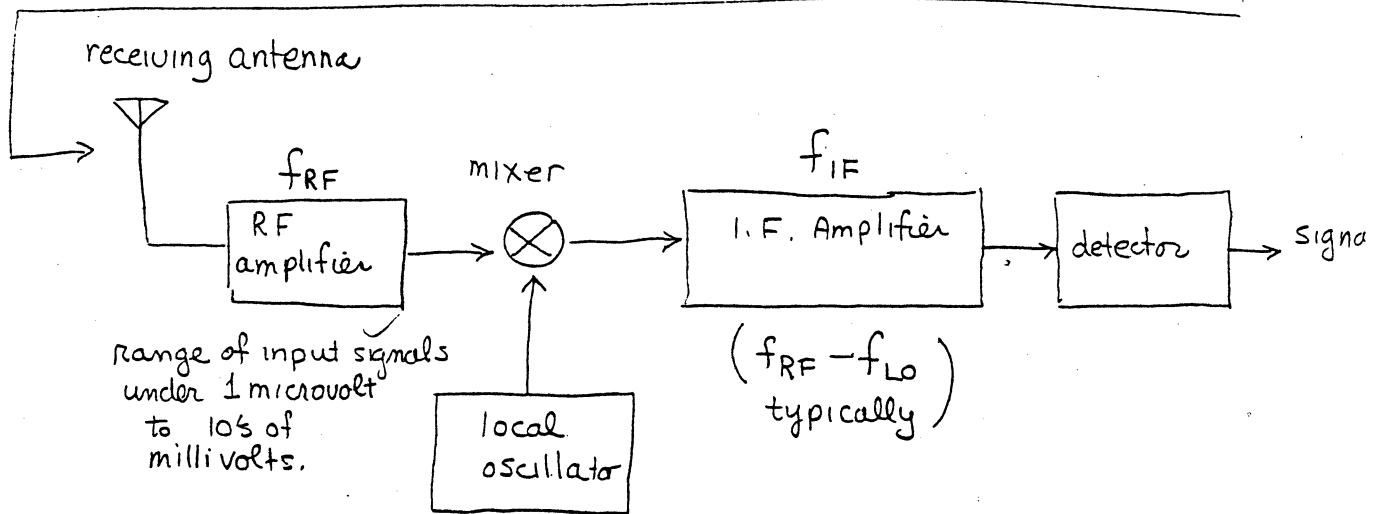 receiving antenna
fRF
RF
amplifier
range of input signals
under 1 microvolt
to 10's of
millivolts.
mixer
local
oscillator
fIF
I.F. Amplifier
(fRF - fLO
typically)
detector
signa